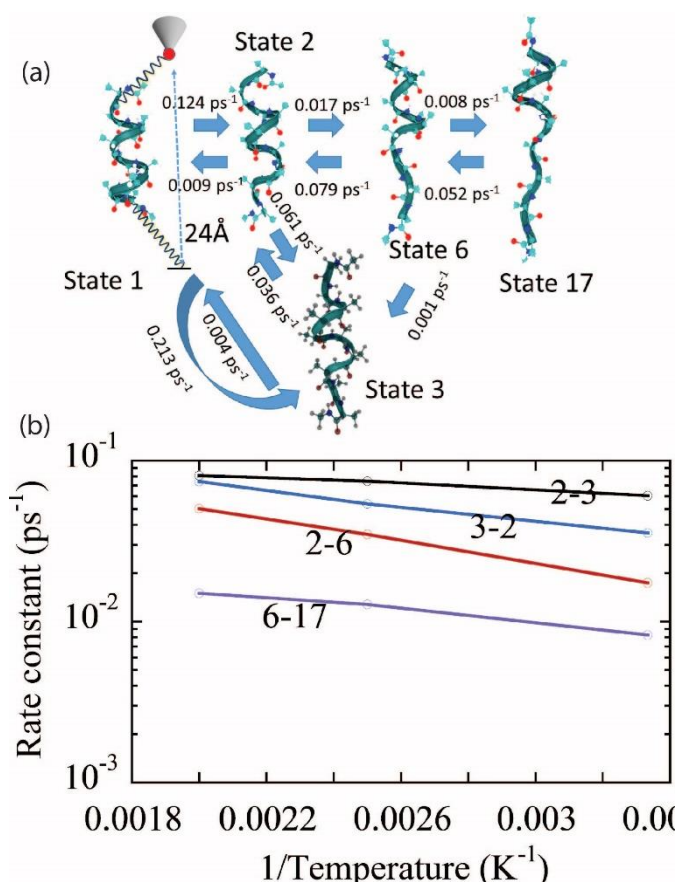 (a)
State 2
0.124 ps⁻¹
0.017 ps⁻¹
0.008 ps⁻¹
0.009 ps⁻¹
0.079 ps⁻¹
0.052 ps⁻¹
24Å
0.061 ps⁻¹
0.036 ps⁻¹
State 1
State 6
State 17
0.213 ps⁻¹
0.004 ps⁻¹
0.001 ps⁻¹
State 3
(b)
10⁻¹
2-3
3-2
2-6
10⁻²
6-17
10⁻³
Rate constant (ps⁻¹)
0.0018 0.0022 0.0026 0.003 0.00
1/Temperature (K⁻¹)